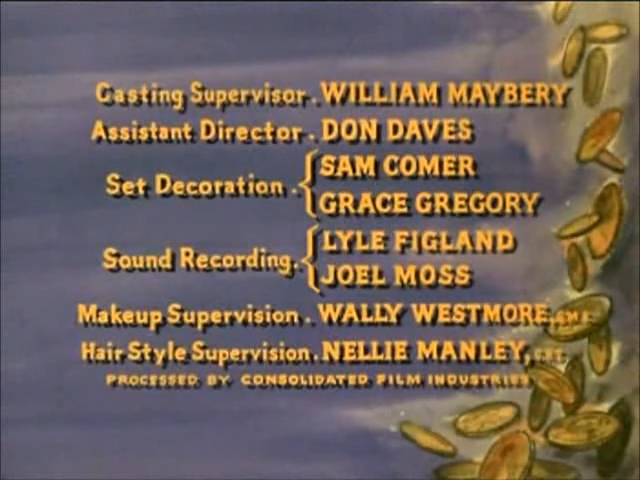 Casting Supervisor . WILLIAM MAYBERY
Assistant Director . DON DAVES
Set Decoration . SAM COMER
GRACE GREGORY
Sound Recording . LYLE FIGLAND
JOEL MOSS
Makeup Supervision . WALLY WESTMORE,
Hair Style Supervision . NELLIE MANLEY,
PROCESSED BY CONSOLIDATED FILM INDUSTRIES